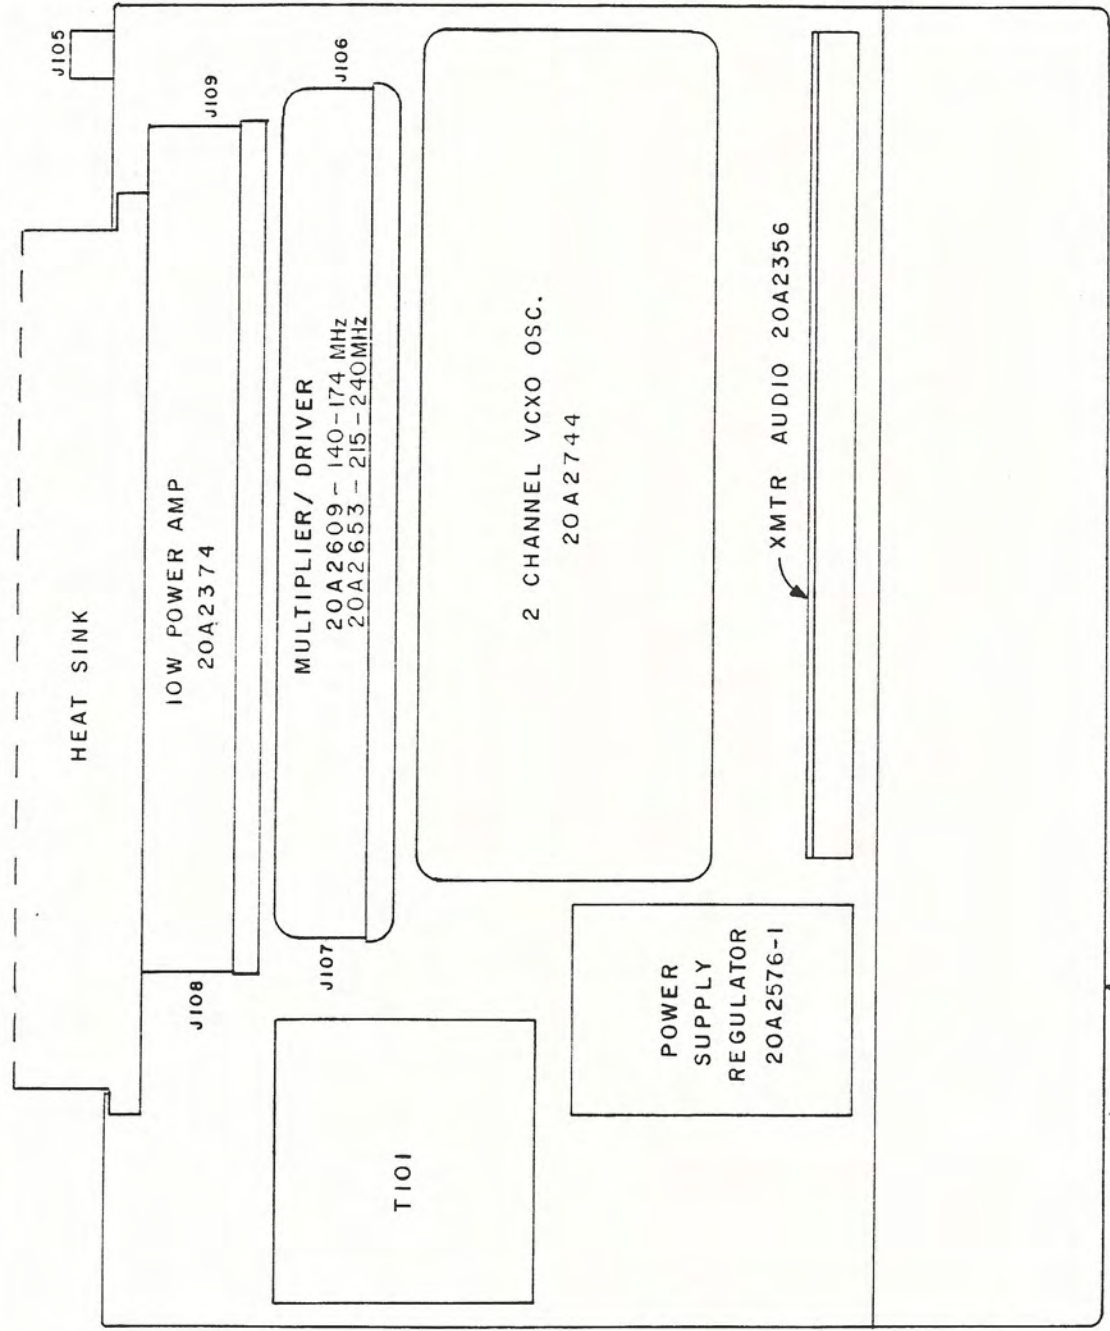 HEAT SINK
J105
J109
10W POWER AMP
20A2374
J108
J106
MULTIPLIER/ DRIVER
20A2609 - 140-174 MHz
20A2653 - 215-240MHz
J107
2 CHANNEL VCXO OSC.
20A2744
T101
POWER
SUPPLY
REGULATOR
20A2576-1
XMTR AUDIO 20A2356